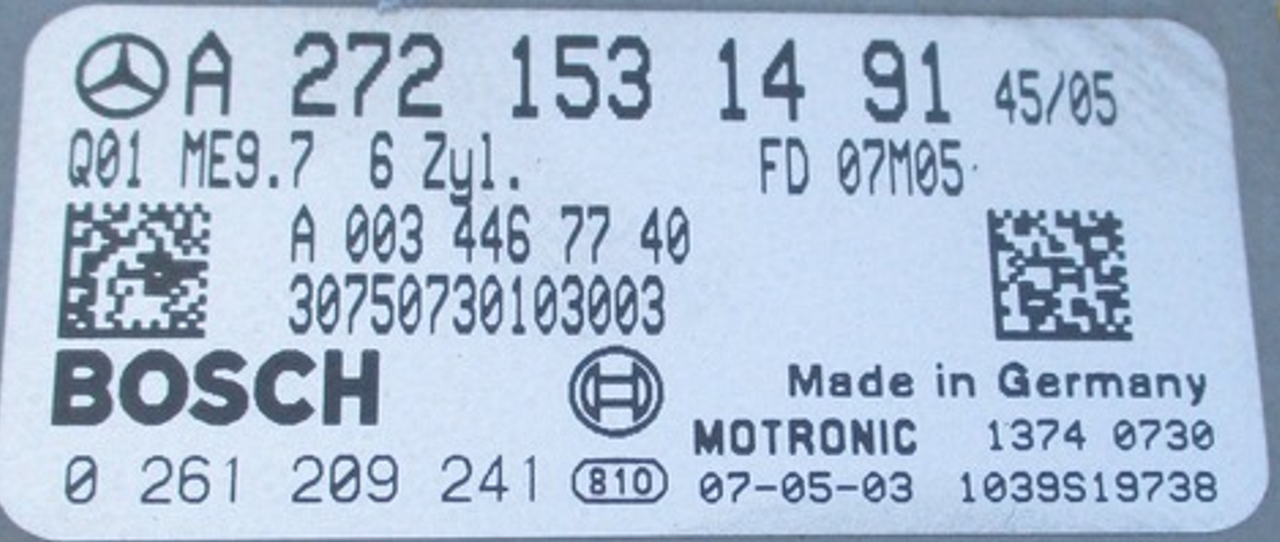 A 272 153 14 91 45/05
Q01 ME9.7 6 Zyl. FD 07M05
A 003 446 77 40
30750730103003
BOSCH
Made in Germany
MOTRONIC 1374 0730
0 261 209 241 810 07-05-03 1039S19738